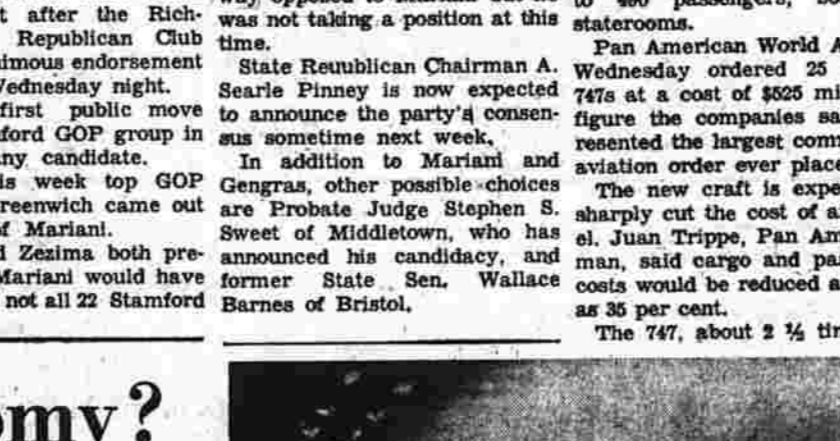 t after the Rich-
Republican Club
imous endorsement
Wednesday night.
first public move
ford GOP group in
any candidate.
is week top GOP
reenwich came out
of Mariani.
d Zezima both pre-
Mariani would have
not all 22 Stamford
omy?
was not taking a position at this
time.
State Reuublican Chairman A.
Searle Pinney is now expected
to announce the party's consen-
sus sometime next week.
In addition to Mariani and
Gengras, other possible choices
are Probate Judge Stephen S.
Sweet of Middletown, who has
announced his candidacy, and
former State Sen. Wallace
Barnes of Bristol.
staterooms.
Pan American World A
Wednesday ordered 25
747s at a cost of $525 mi
figure the companies sa
resented the largest com
aviation order ever place
The new craft is expe
sharply cut the cost of
el. Juan Trippe, Pan Am
man, said cargo and pa
costs would be reduced a
as 35 per cent.
The 747, about 2 ½ tim